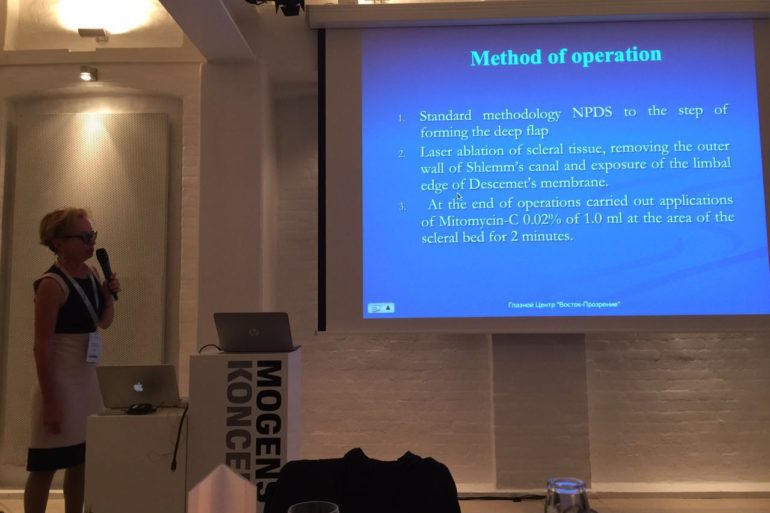 Method of operation
1. Standard methodology NPDS to the step of
forming the deep flap
2. Laser ablation of scleral tissue, removing the outer
wall of Shlemm's canal and exposure of the limbal
edge of Descemet's membrane.
3. At the end of operations carried out applications
of Mitomycin-C 0.02% of 1.0 ml at the area of the
scleral bed for 2 minutes.
Глазной Центр "Восток-Прозрение"
MOGENS
KONCE